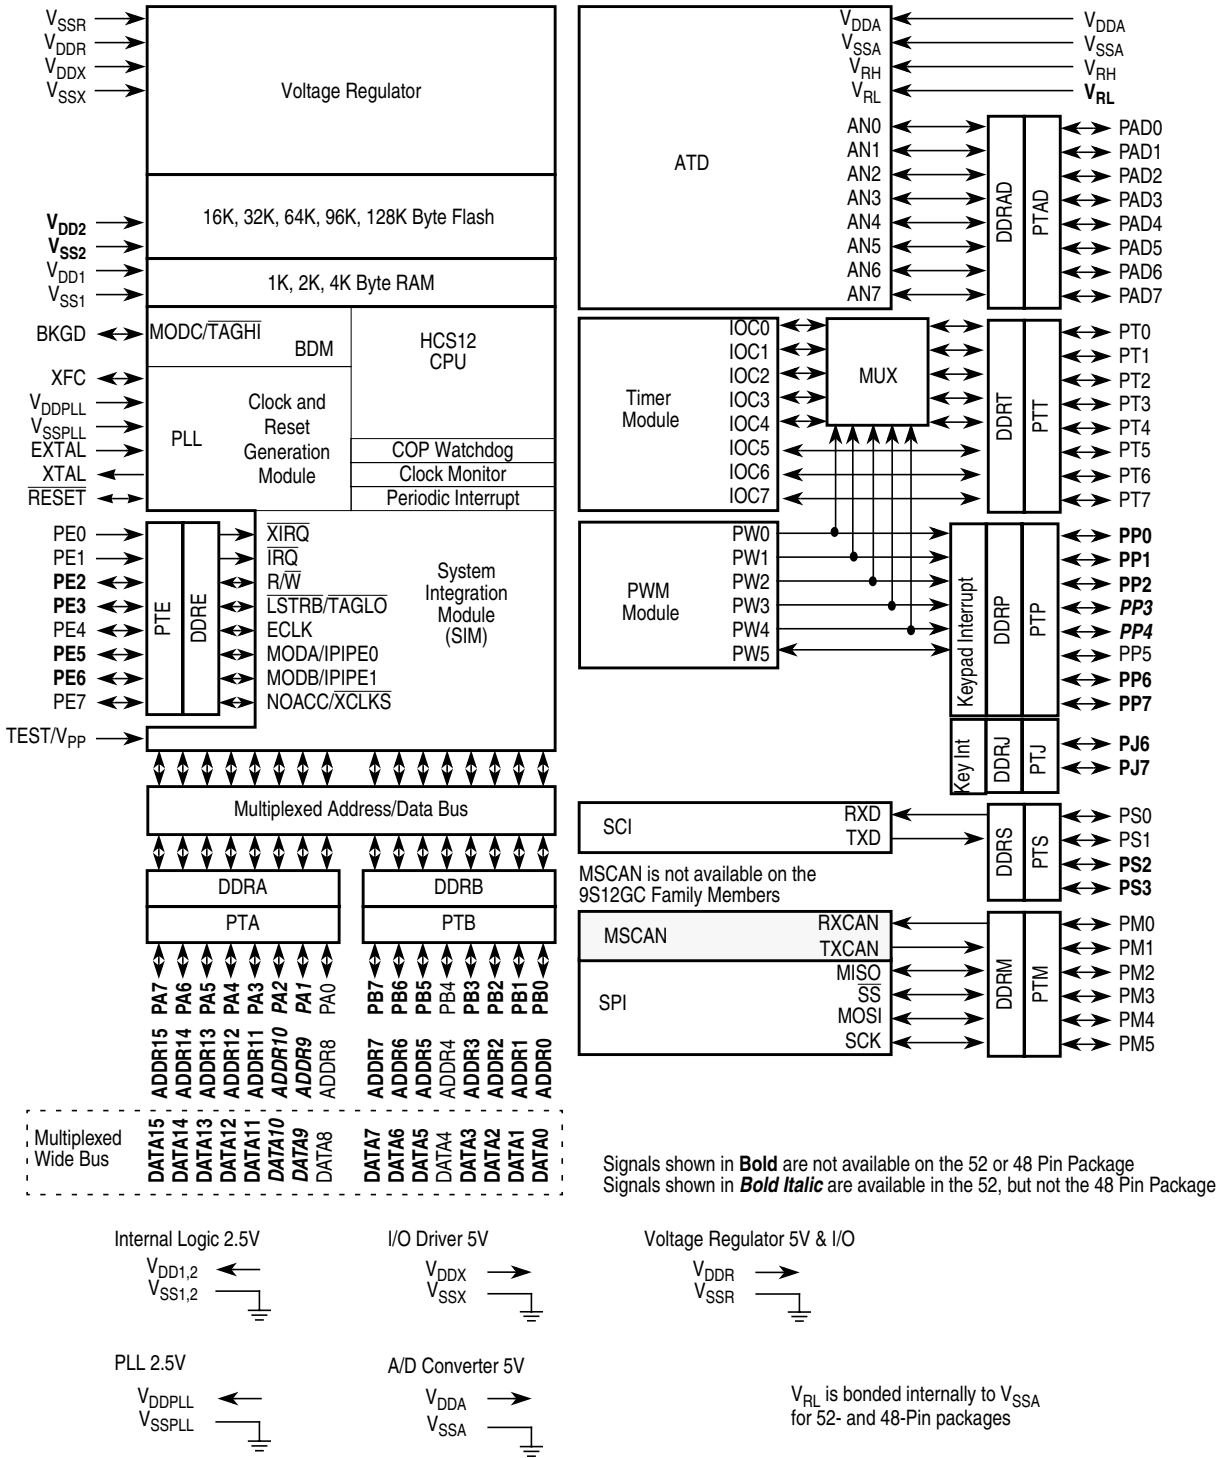 VSSR
VDDR
VDDX
VSSX
Voltage Regulator
16K, 32K, 64K, 96K, 128K Byte Flash
VDD2
VSS2
VDD1
VSS1
1K, 2K, 4K Byte RAM
BKGD
MODC/TAGHI
BDM
HCS12
CPU
XFC
VDDPLL
VSSPLL
EXTAL
XTAL
RESET
PLL
Clock and
Reset
Generation
Module
COP Watchdog
Clock Monitor
Periodic Interrupt
PE0
PE1
PE2
PE3
PE4
PE5
PE6
PE7
PTE
DDRE
XIRQ
IRQ
R/W
LSTRB/TAGLO
ECLK
MODA/IPIPE0
MODB/IPIPE1
NOACC/XCLKS
System
Integration
Module
(SIM)
TEST/VPP
Multiplexed Address/Data Bus
DDRA
DDRB
PTA
PTB
PA7
PA6
PA5
PA4
PA3
PA2
PA1
PA0
PB7
PB6
PB5
PB4
PB3
PB2
PB1
PB0
ADDR15
ADDR14
ADDR13
ADDR12
ADDR11
ADDR10
ADDR9
ADDR8
ADDR7
ADDR6
ADDR5
ADDR4
ADDR3
ADDR2
ADDR1
ADDR0
Multiplexed
Wide Bus
DATA15
DATA14
DATA13
DATA12
DATA11
DATA10
DATA9
DATA8
DATA7
DATA6
DATA5
DATA4
DATA3
DATA2
DATA1
DATA0
ATD
VDDA
VSSA
VRH
VRL
VDDA
VSSA
VRH
VRL
AN0
AN1
AN2
AN3
AN4
AN5
AN6
AN7
DDRAD
PTAD
PAD0
PAD1
PAD2
PAD3
PAD4
PAD5
PAD6
PAD7
Timer
Module
IOC0
IOC1
IOC2
IOC3
IOC4
IOC5
IOC6
IOC7
MUX
DDRT
PTT
PT0
PT1
PT2
PT3
PT4
PT5
PT6
PT7
PWM
Module
PW0
PW1
PW2
PW3
PW4
PW5
Keypad Interrupt
DDRP
PTP
PP0
PP1
PP2
PP3
PP4
PP5
PP6
PP7
Key Int
DDRJ
PTJ
PJ6
PJ7
SCI
RXD
TXD
DDRS
PTS
PS0
PS1
PS2
PS3
MSCAN is not available on the
9S12GC Family Members
MSCAN
RXCAN
TXCAN
SPI
MISO
SS
MOSI
SCK
DDRM
PTM
PM0
PM1
PM2
PM3
PM4
PM5
Signals shown in Bold are not available on the 52 or 48 Pin Package
Signals shown in Bold Italic are available in the 52, but not the 48 Pin Package
Internal Logic 2.5V
VDD1,2
VSS1,2
I/O Driver 5V
VDDX
VSSX
Voltage Regulator 5V & I/O
VDDR
VSSR
PLL 2.5V
VDDPLL
VSSPLL
A/D Converter 5V
VDDA
VSSA
VRL is bonded internally to VSSA
for 52- and 48-Pin packages